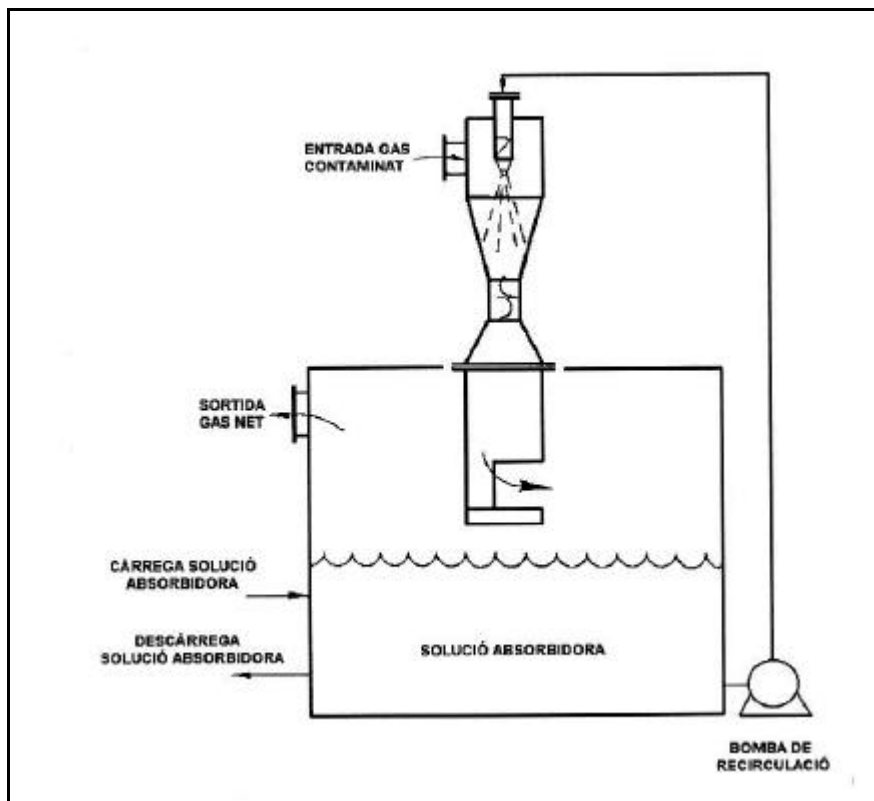 ENTRADA GAS
CONTAMINAT
SORTIDA
GAS NET
CÀRREGA SOLUCIÓ
ABSORBIDORA
DESCÀRREGA
SOLUCIÓ ABSORBIDORA
SOLUCIÓ ABSORBIDORA
BOMBA DE
RECIRCULACIÓ